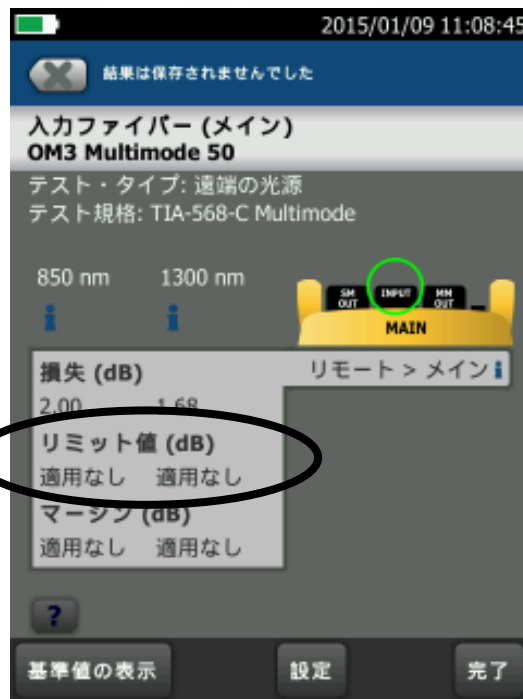 2015/01/09 11:08:45
結果は保存されませんでした
入力ファイバー (メイン)
OM3 Multimode 50
テスト・タイプ: 遠端の光源
テスト規格: TIA-568-C Multimode
850 nm 1300 nm
SM OUT INPUT MM OUT
MAIN
リモート > メイン
損失 (dB)
2.00 1.68
リミット値 (dB)
適用なし 適用なし
マージン (dB)
適用なし 適用なし
?
基準値の表示 設定 完了